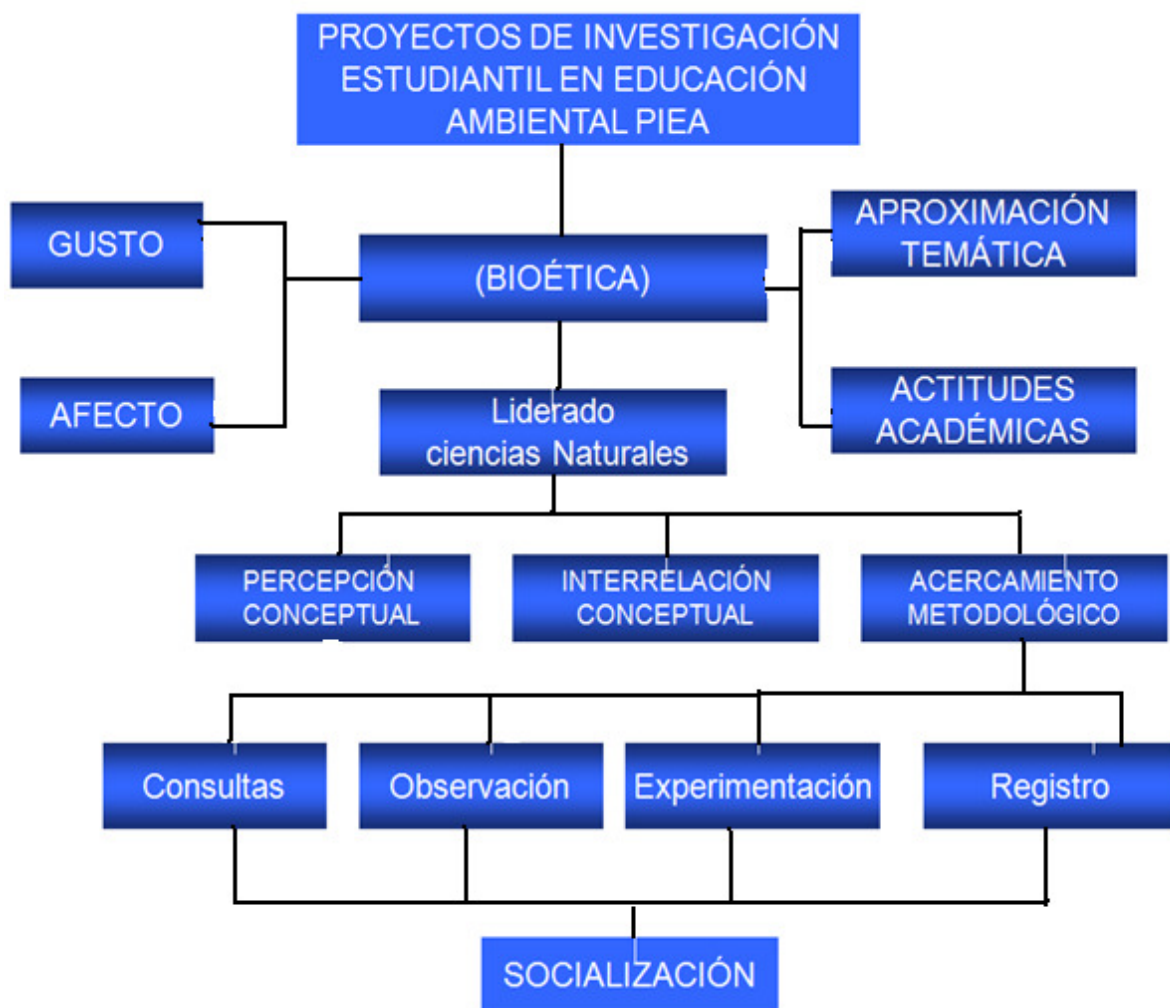 PROYECTOS DE INVESTIGACIÓN
ESTUDIANTIL EN EDUCACIÓN
AMBIENTAL PIEA
GUSTO
(BIOÉTICA)
APROXIMACIÓN
TEMÁTICA
AFECTO
ACTITUDES
ACADÉMICAS
Liderado
ciencias Naturales
PERCEPCIÓN
CONCEPTUAL
INTERRELACIÓN
CONCEPTUAL
ACERCAMIENTO
METODOLÓGICO
Consultas
Observación
Experimentación
Registro
SOCIALIZACIÓN